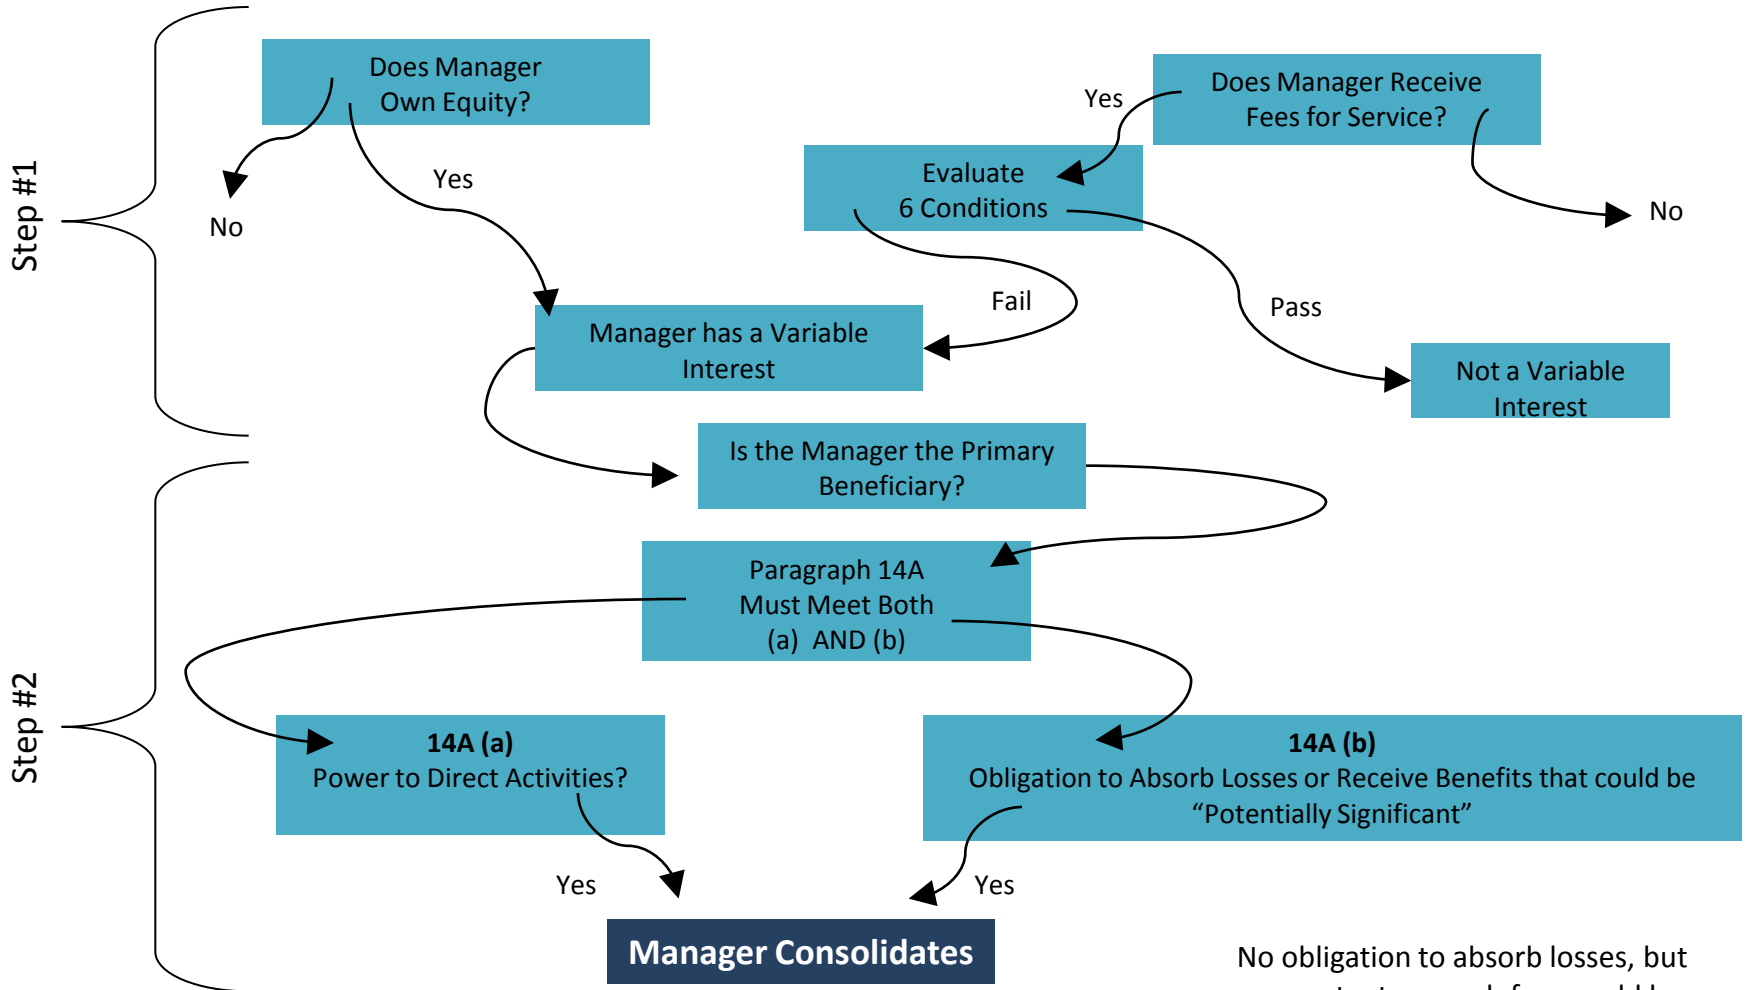 Step #1
Does Manager
Own Equity?
No
Yes
Does Manager Receive
Fees for Service?
Yes
No
Evaluate
6 Conditions
Fail
Pass
Manager has a Variable
Interest
Not a Variable
Interest
Step #2
Is the Manager the Primary
Beneficiary?
Paragraph 14A
Must Meet Both
(a) AND (b)
14A (a)
Power to Direct Activities?
14A (b)
Obligation to Absorb Losses or Receive Benefits that could be
“Potentially Significant”
Yes
Yes
Manager Consolidates
No obligation to absorb losses, but